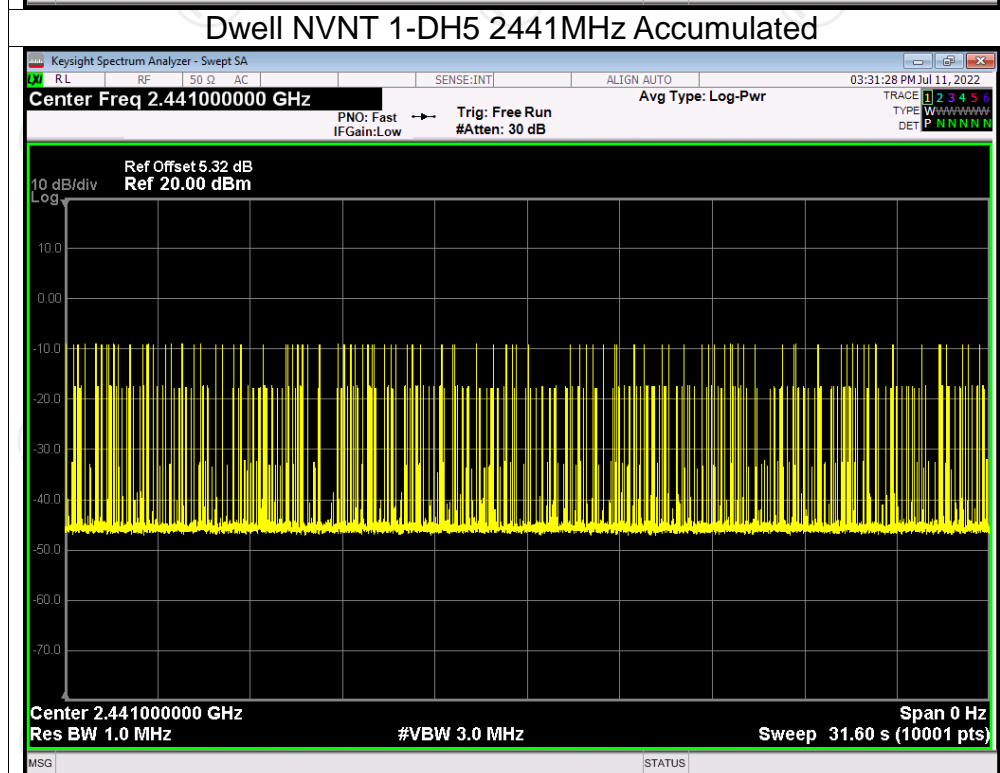 Dwell NVNT 1-DH5 2441MHz Accumulated
Keysight Spectrum Analyzer - Swept SA
LXI RL RF 50 Ω AC SENSE:INT ALIGN AUTO 03:31:28 PM Jul 11, 2022
Center Freq 2.441000000 GHz Avg Type: Log-Pwr TRACE 1 2 3 4 5 6
PNO: Fast Trig: Free Run TYPE WWWWWW
IFGain:Low #Atten: 30 dB DET P N N N N N
Ref Offset 5.32 dB
10 dB/div Ref 20.00 dBm
Log
10.0
0.00
-10.0
-20.0
-30.0
-40.0
-50.0
-60.0
-70.0
Center 2.441000000 GHz Span 0 Hz
Res BW 1.0 MHz #VBW 3.0 MHz Sweep 31.60 s (10001 pts)
MSG STATUS